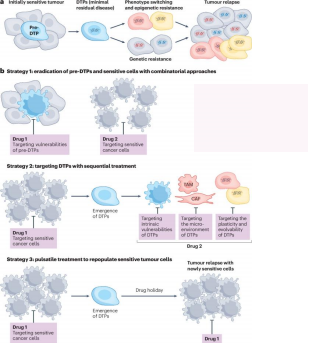 a
Initially sensitive tumour
DTPs (minimal
residual disease)
Phenotype switching
and epigenetic resistance
Tumour relapse
Pre-
DTP
Genetic resistance
b Strategy 1: eradication of pre-DTPs and sensitive cells with combinatorial approaches
Drug 1
Targeting vulnerabilities
of pre-DTPs
Drug 2
Targeting sensitive
cancer cells
Strategy 2: targeting DTPs with sequential treatment
Drug 1
Targeting sensitive
cancer cells
Emergence
of DTPs
TAM
CAF
Targeting
intrinsic
vulnerabilities
of DTPs
Targeting
the micro-
environment of
DTPs
Targeting the
plasticity and
evolvability of
DTPs
Drug 2
Strategy 3: pulsatile treatment to repopulate sensitive tumour cells
Drug 1
Targeting sensitive
cancer cells
Emergence
of DTPs
Drug holiday
Tumour relapse with
newly sensitive cells
Drug 1